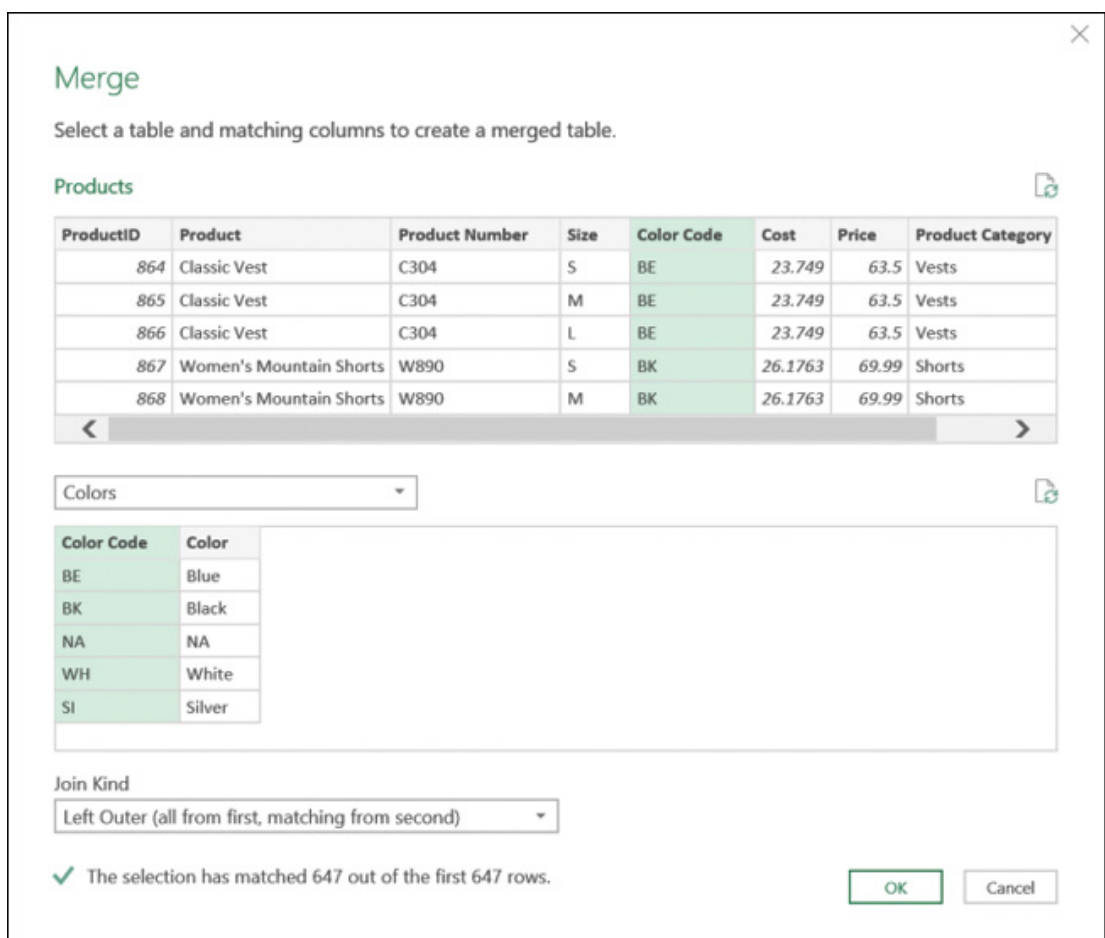 Merge
Select a table and matching columns to create a merged table.
Products
ProductID Product Product Number Size Color Code Cost Price Product Category
864 Classic Vest C304 S BE 23.749 63.5 Vests
865 Classic Vest C304 M BE 23.749 63.5 Vests
866 Classic Vest C304 L BE 23.749 63.5 Vests
867 Women's Mountain Shorts W890 S BK 26.1763 69.99 Shorts
868 Women's Mountain Shorts W890 M BK 26.1763 69.99 Shorts
Colors
Color Code Color
BE Blue
BK Black
NA NA
WH White
SI Silver
Join Kind
Left Outer (all from first, matching from second)
The selection has matched 647 out of the first 647 rows.
OK Cancel